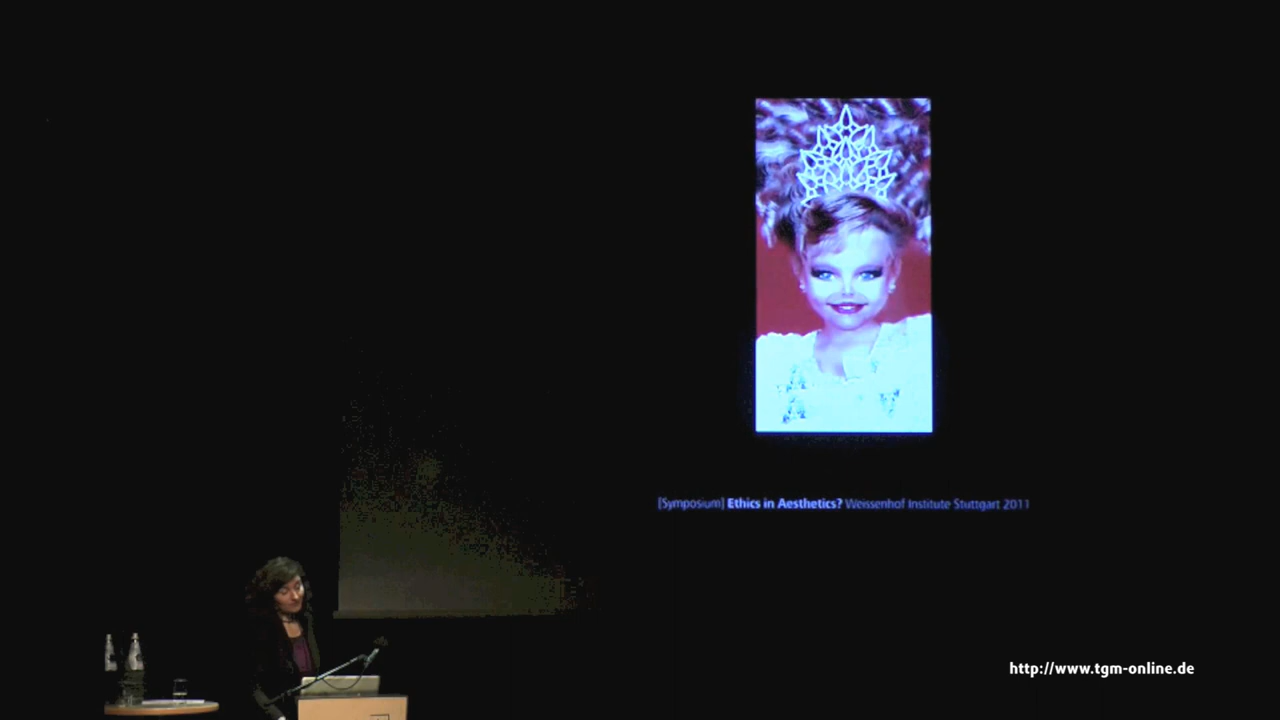 [Symposium] Ethics in Aesthetics? Weissenhof Institute Stuttgart 2011
http://www.tgm-online.de